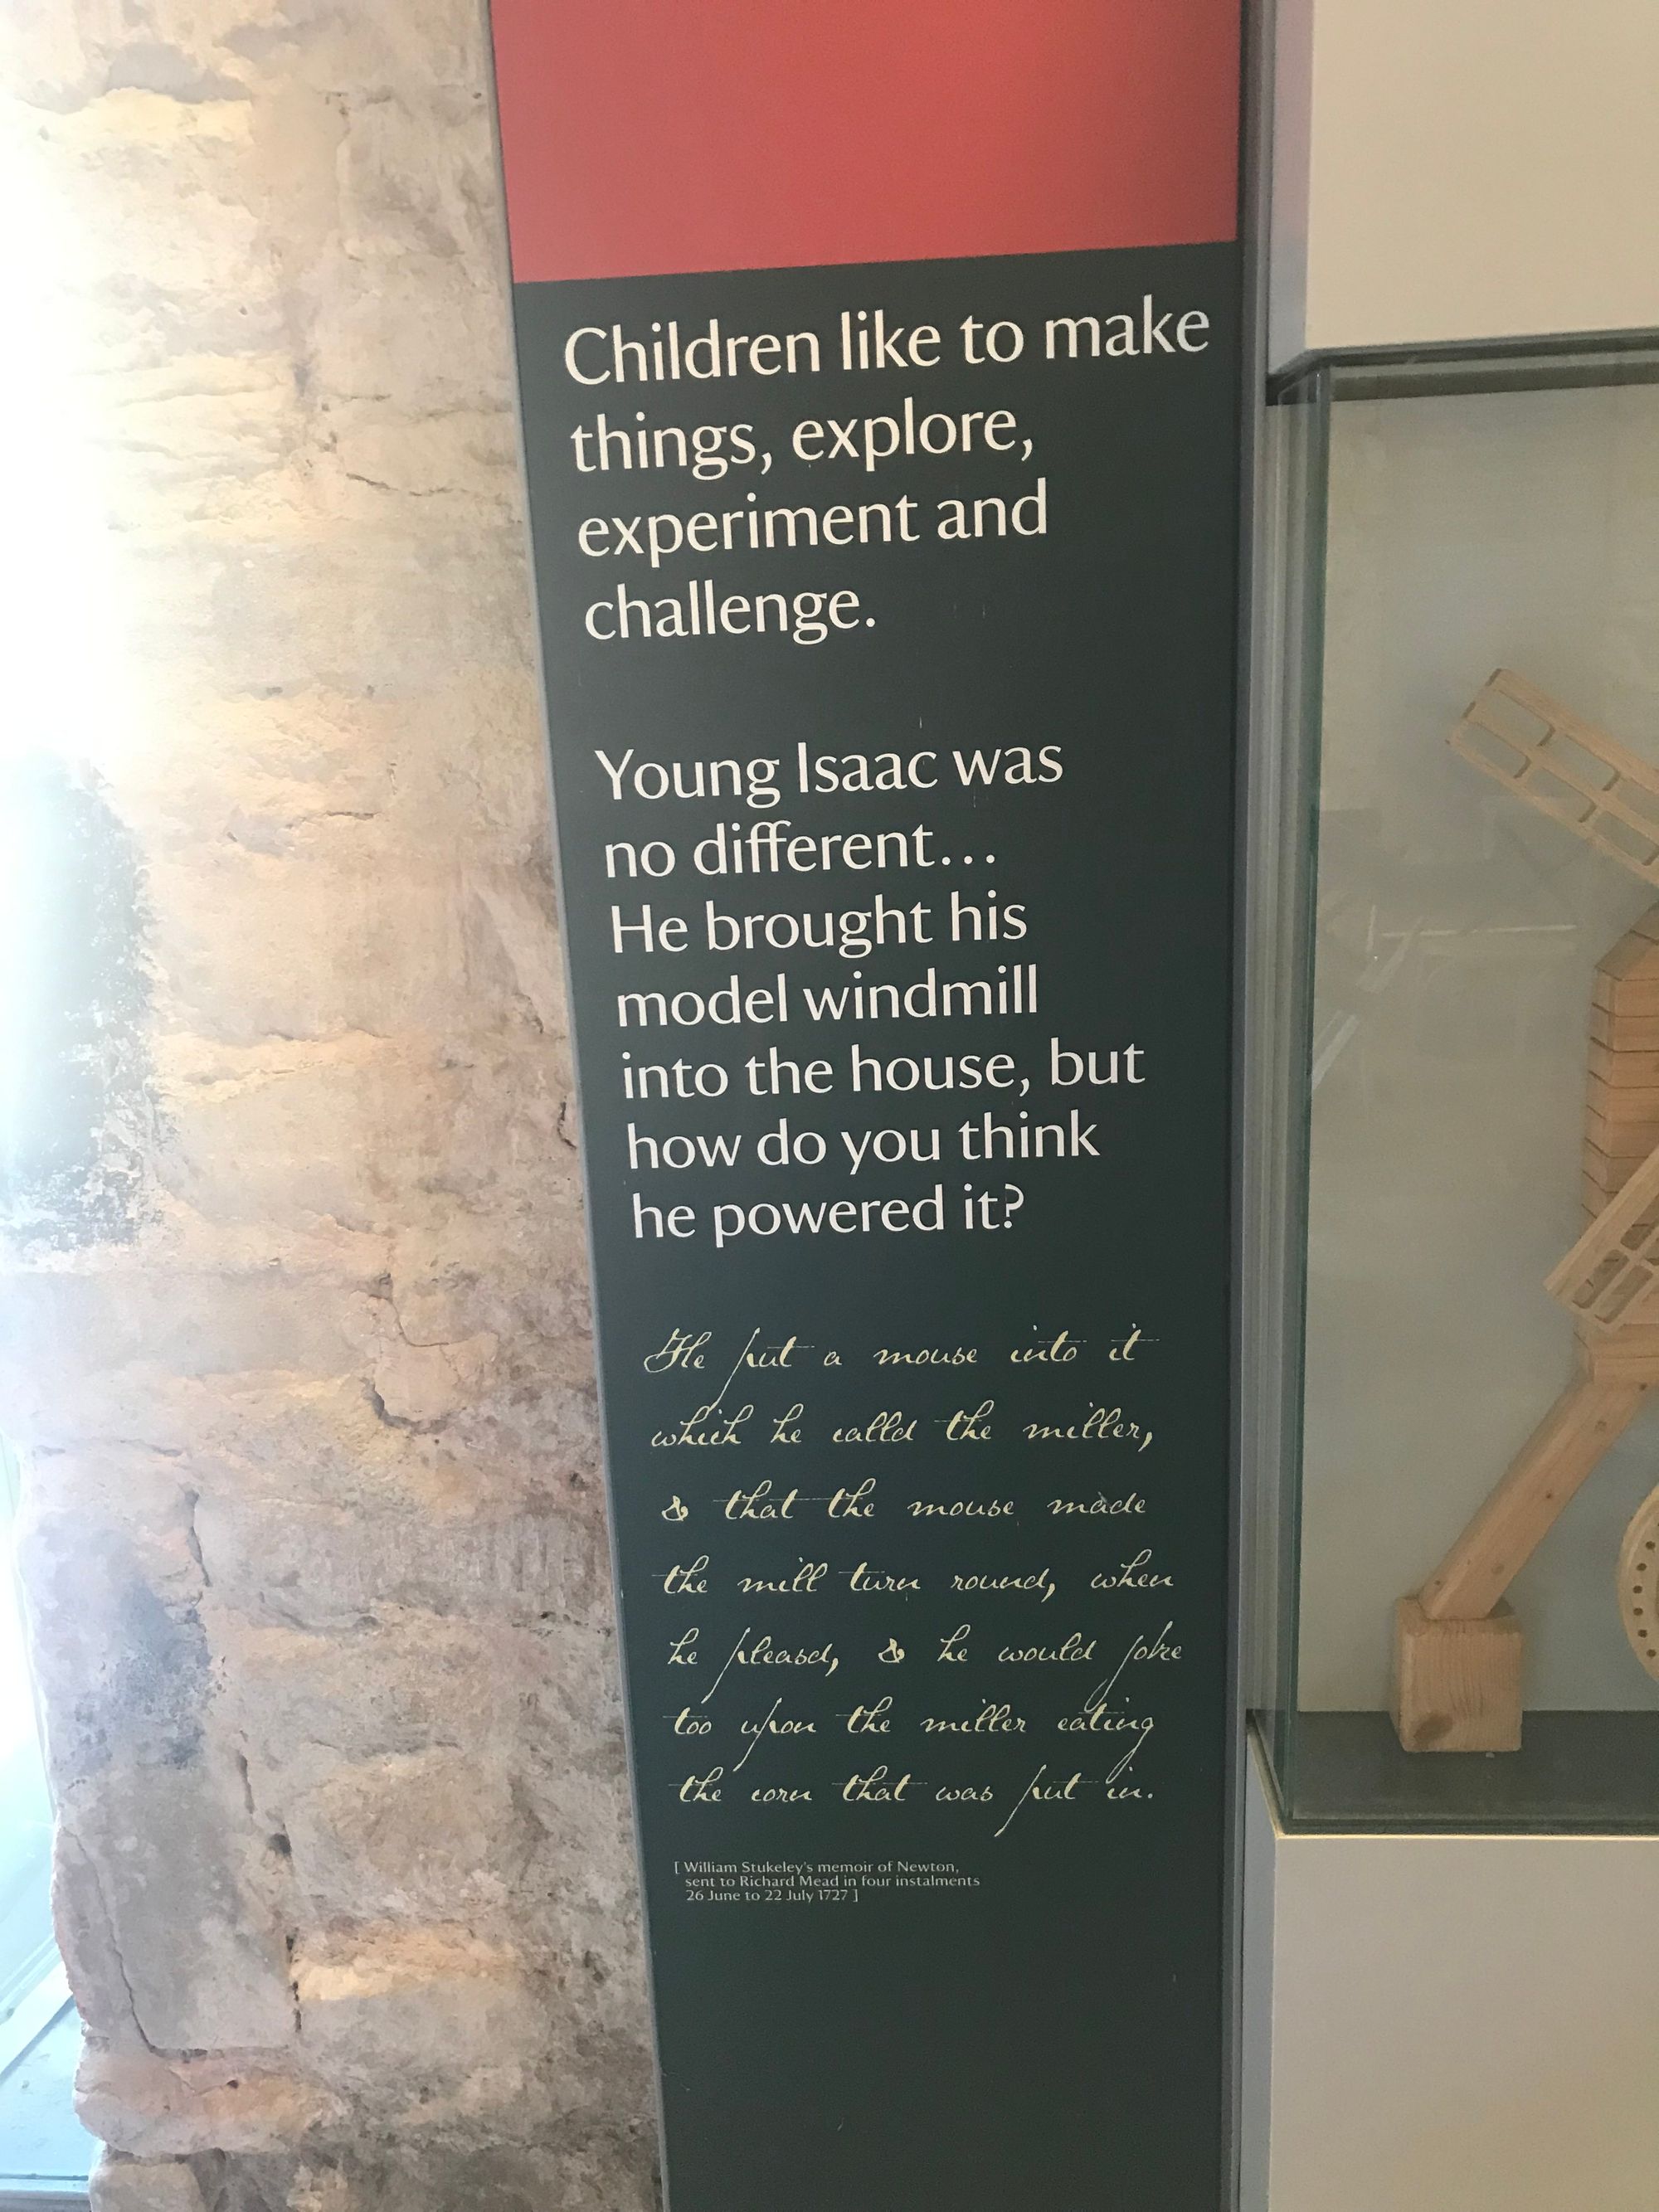 Children like to make
things, explore,
experiment and
challenge.
Young Isaac was
no different...
He brought his
model windmill
into the house, but
how do you think
he powered it?
He put a mouse into it
which he calld the miller,
& that the mouse made
the mill turn round, when
he pleasd, & he would joke
too upon the miller eating
the corn that was put in.
[ William Stukeley's memoir of Newton,
sent to Richard Mead in four instalments
26 June to 22 July 1727 ]